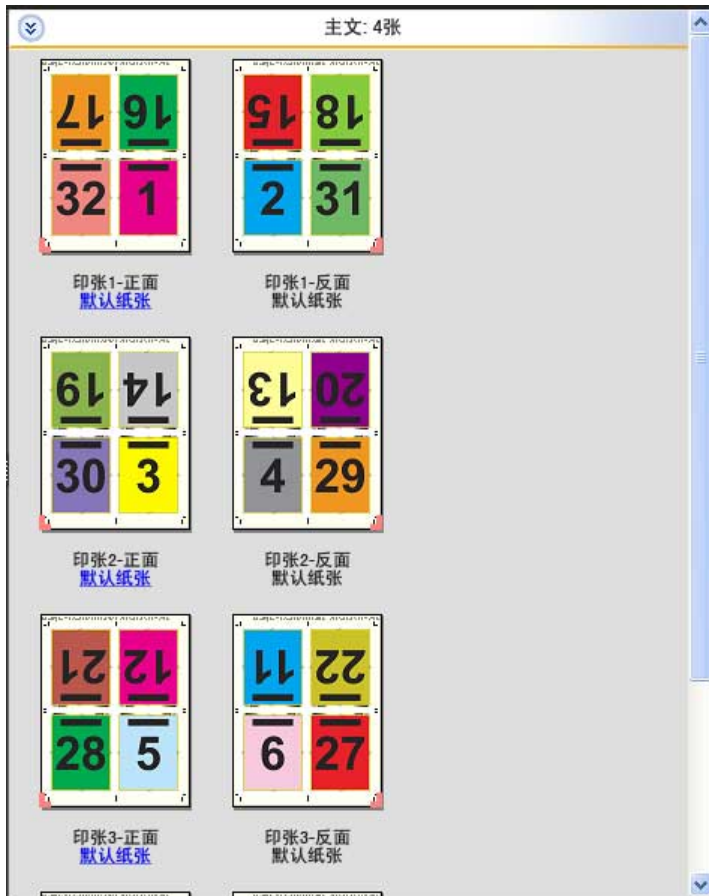 主文: 4张
17 16
32 1
15 18
2 31
印张1-正面
默认纸张
印张1-反面
默认纸张
19 14
30 3
13 20
4 29
印张2-正面
默认纸张
印张2-反面
默认纸张
21 12
28 5
11 22
6 27
印张3-正面
默认纸张
印张3-反面
默认纸张